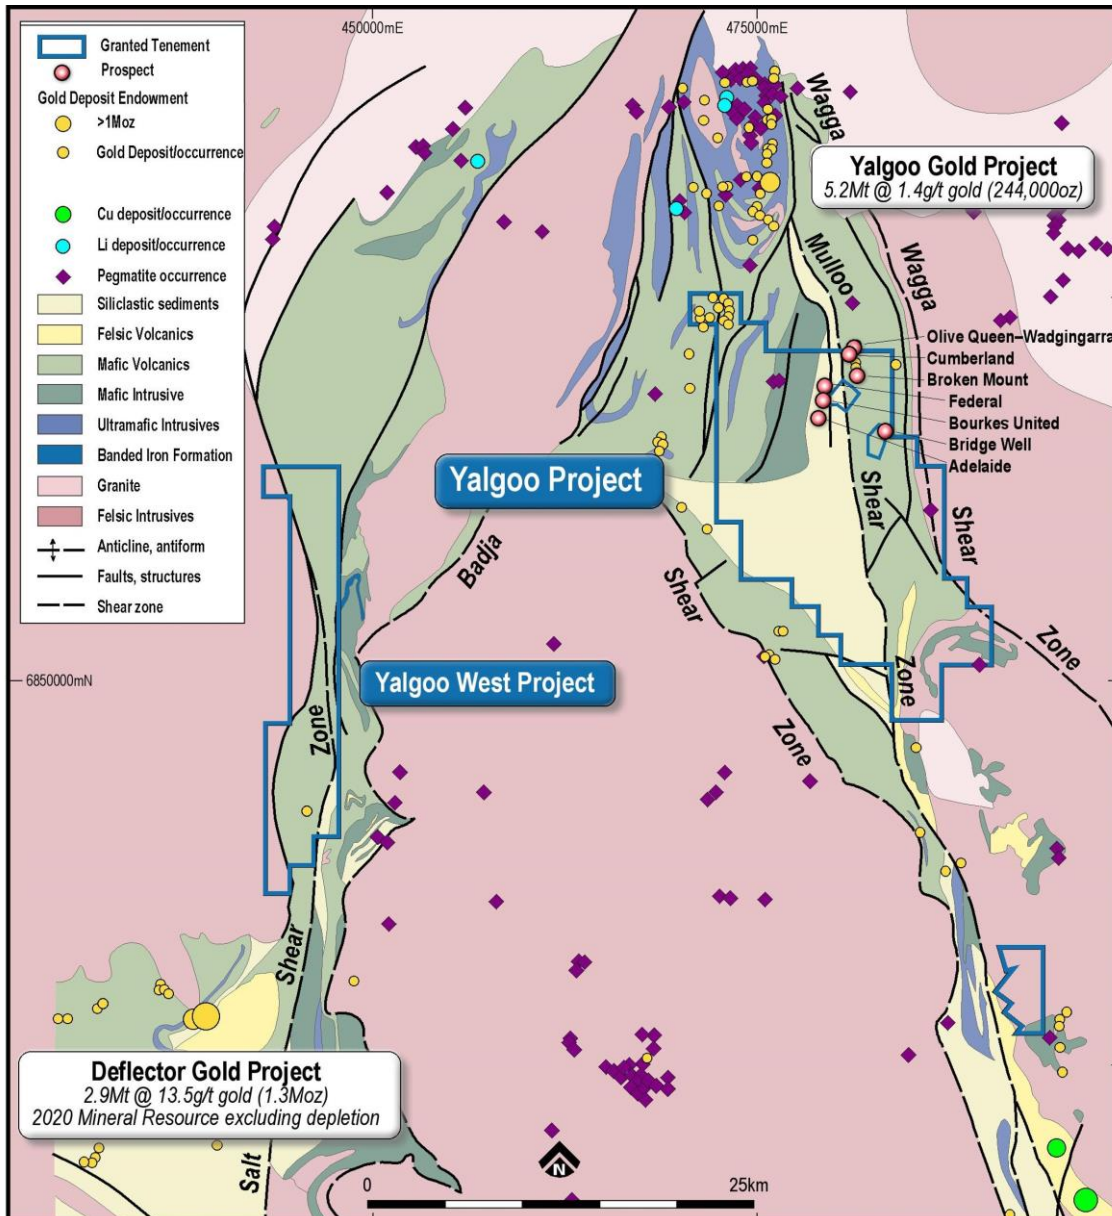 450000mE
475000mE
Granted Tenement
Prospect
Gold Deposit Endowment
>1Moz
Gold Deposit/occurrence
Cu deposit/occurrence
Li deposit/occurrence
Pegmatite occurrence
Siliclastic sediments
Felsic Volcanics
Mafic Volcanics
Mafic Intrusive
Ultramafic Intrusives
Banded Iron Formation
Granite
Felsic Intrusives
Anticline, antiform
Faults, structures
Shear zone
Wagga
Yalgoo Gold Project
5.2Mt @ 1.4g/t gold (244,000oz)
Mulloo
Wagga
Olive Queen–Wadgingarra
Cumberland
Broken Mount
Federal
Bourkes United
Bridge Well
Adelaide
Yalgoo Project
Badja
Shear
Shear
Shear
Zone
Zone
Zone
6850000mN
Yalgoo West Project
Zone
Shear
Deflector Gold Project
2.9Mt @ 13.5g/t gold (1.3Moz)
2020 Mineral Resource excluding depletion
Salt
N
0
25km